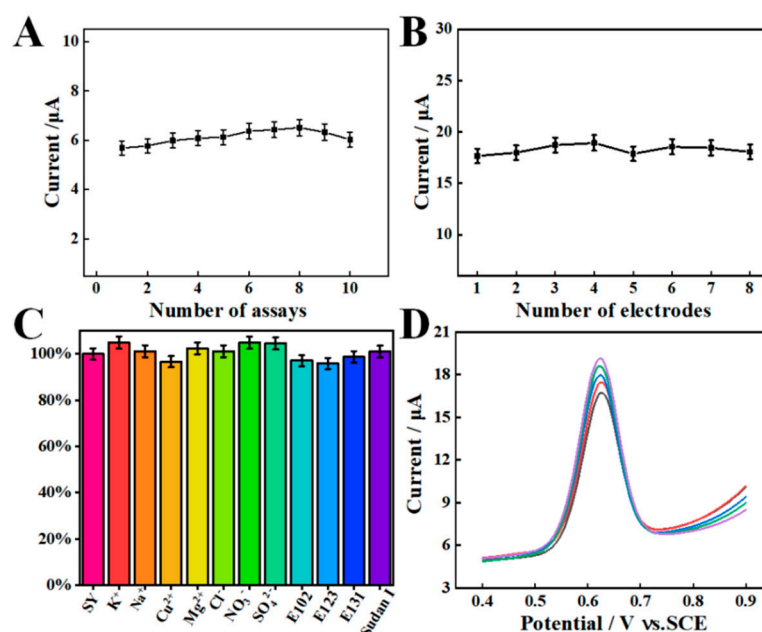 A
Current /μA
10
8
6
4
2
0 2 4 6 8 10
Number of assays
B
Current / μA
30
25
20
15
10
1 2 3 4 5 6 7 8
Number of electrodes
C
100%
80%
60%
40%
20%
0%
SY K⁺ Na⁺ Cu²⁺ Mg²⁺ Cl⁻ NO₃⁻ SO₄²⁻ E102 E123 E131 Sudan I
D
Current / μA
21
18
15
12
9
6
3
0.4 0.5 0.6 0.7 0.8 0.9
Potential / V vs.SCE